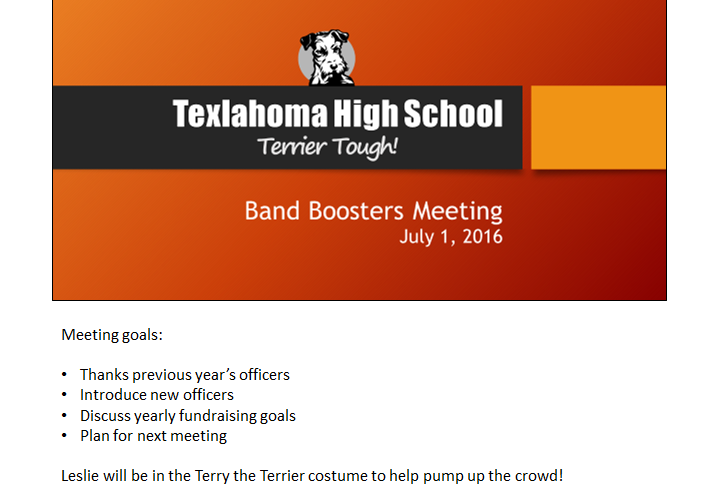 Texlahoma High School
Terrier Tough!
Band Boosters Meeting
July 1, 2016
Meeting goals:
• Thanks previous year’s officers
• Introduce new officers
• Discuss yearly fundraising goals
• Plan for next meeting
Leslie will be in the Terry the Terrier costume to help pump up the crowd!